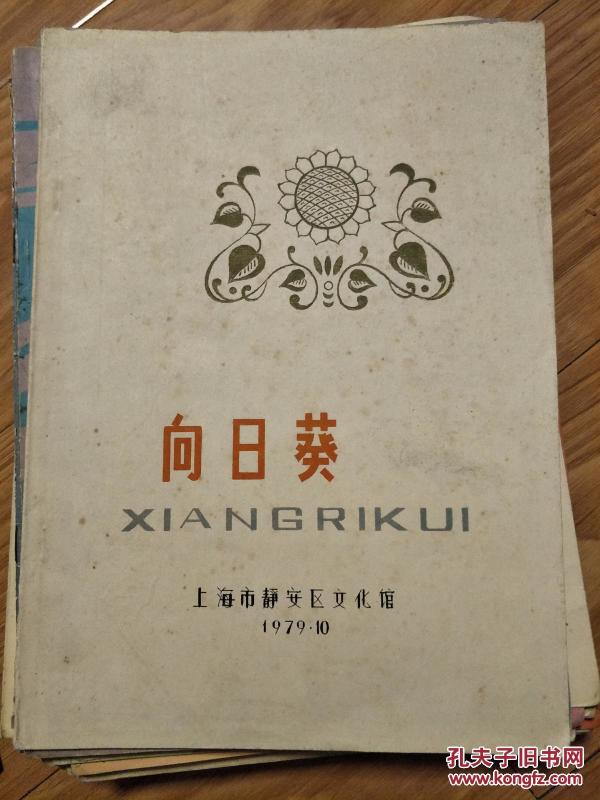 向日葵
XIANGRIKUI
上海市静安区文化馆
1979·10
孔夫子旧书网
www.kongfz.com